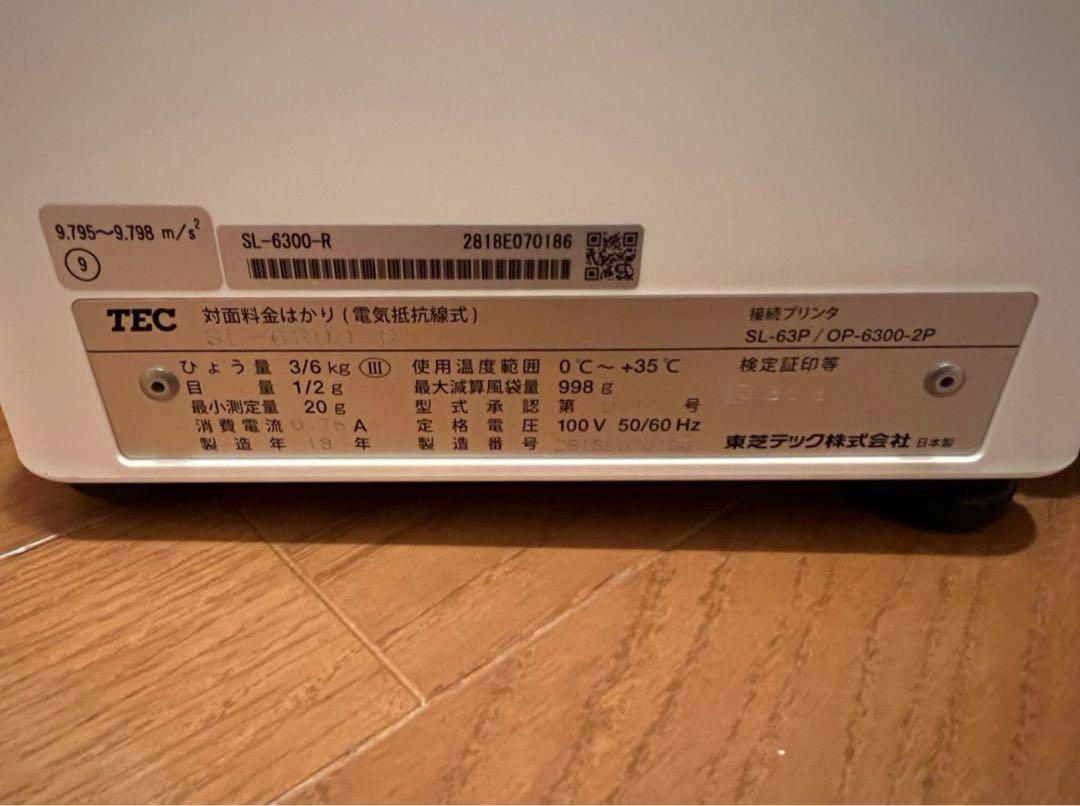 9.795～9.798 m/s²
9
SL-6300-R 2818E070186
TEC 対面料金はかり(電気抵抗線式)
SL-6300-R
接続プリンタ
SL-63P/OP-6300-2P
ひょう量 3/6 kg Ⅲ 使用温度範囲 0℃～+35℃ 検定証印等
目量 1/2 g 最大減算風袋量 998 g
最小測定量 20 g 型式承認 第 号
消費電流 A 定格電圧 100 V 50/60 Hz
製造年 18 年 製造番号 2818E070186
東芝テック株式会社 日本製